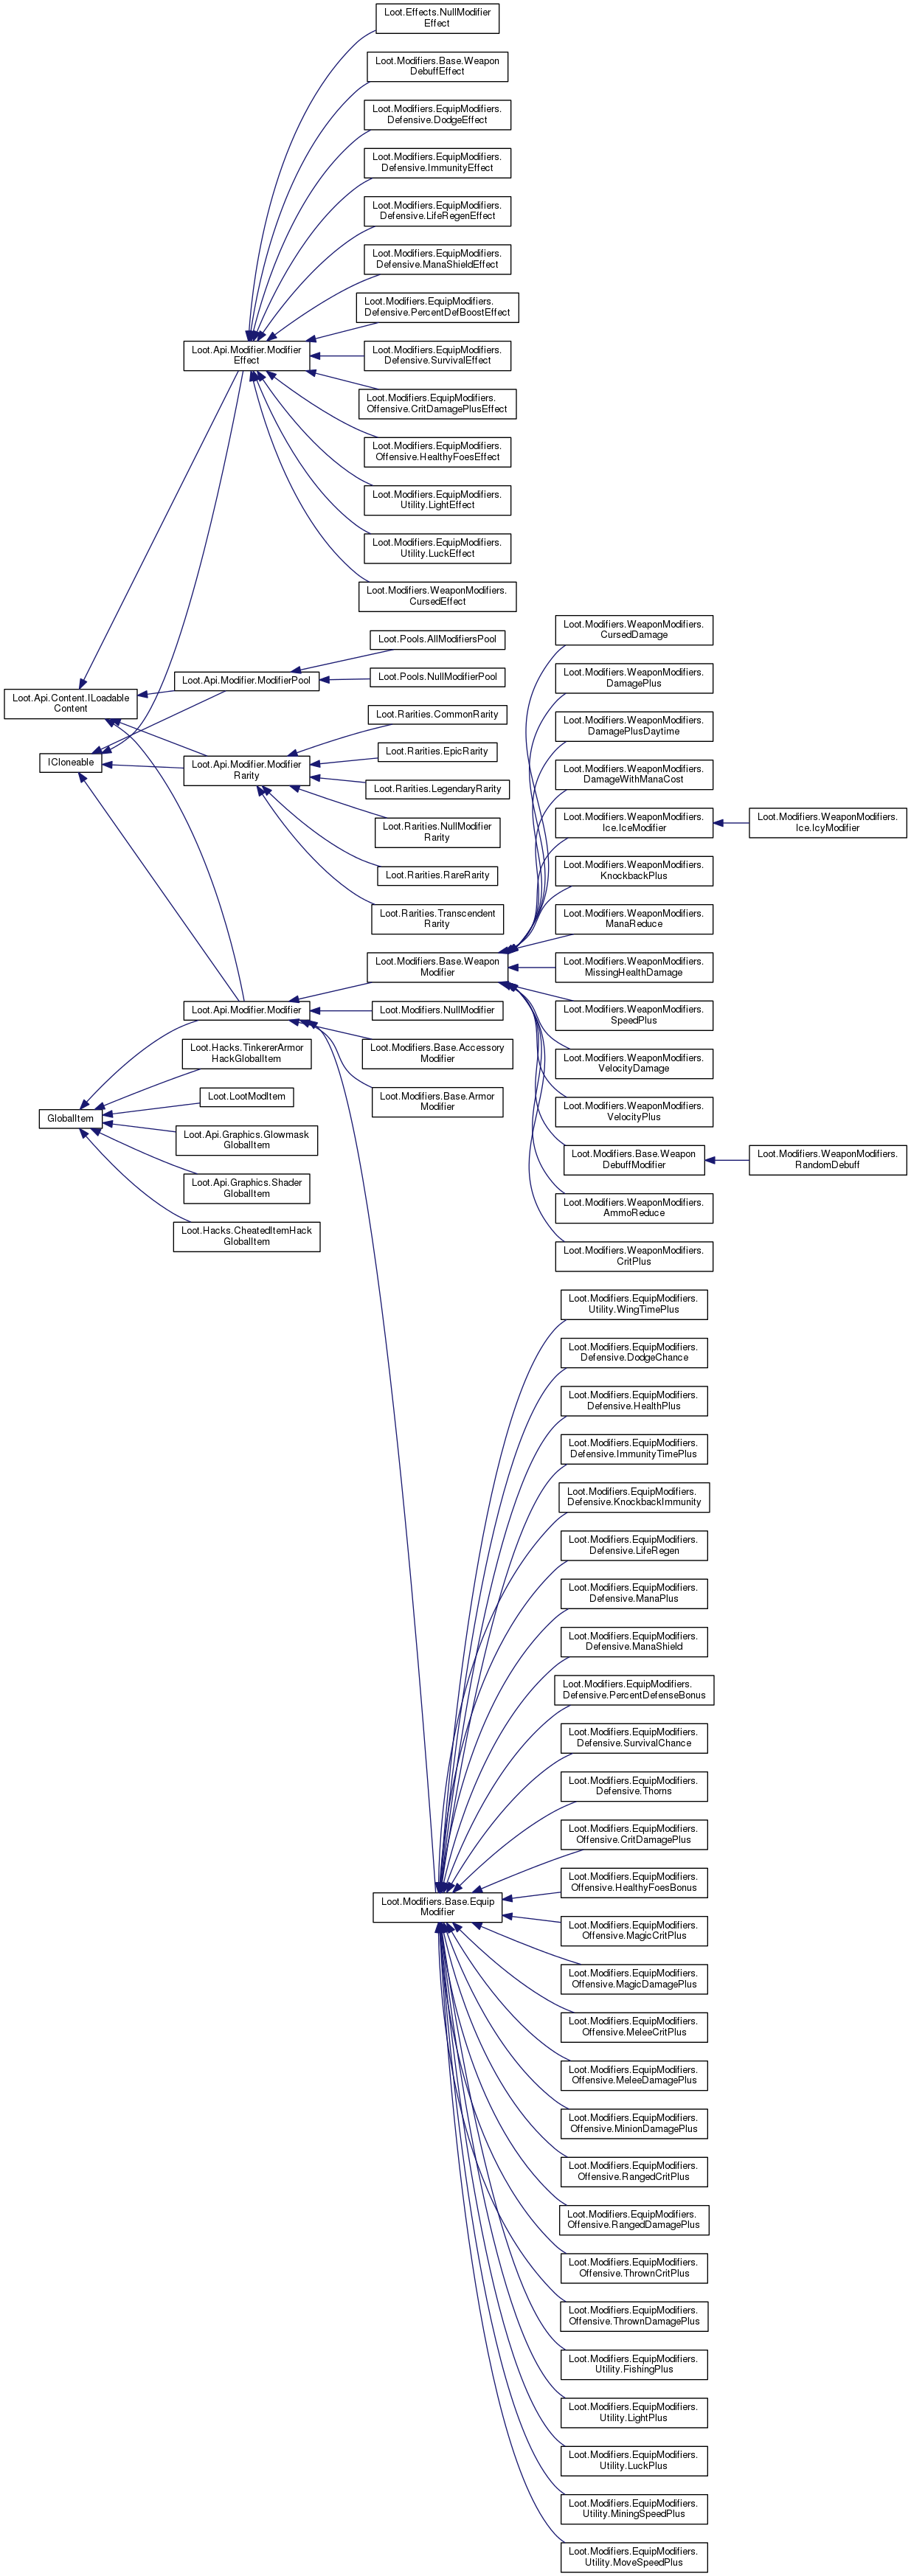 Loot.Effects.NullModifier
Effect
Loot.Modifiers.Base.Weapon
DebuffEffect
Loot.Modifiers.EquipModifiers.
Defensive.DodgeEffect
Loot.Modifiers.EquipModifiers.
Defensive.ImmunityEffect
Loot.Modifiers.EquipModifiers.
Defensive.LifeRegenEffect
Loot.Modifiers.EquipModifiers.
Defensive.ManaShieldEffect
Loot.Modifiers.EquipModifiers.
Defensive.PercentDefBoostEffect
Loot.Api.Modifier.Modifier
Effect
Loot.Modifiers.EquipModifiers.
Defensive.SurvivalEffect
Loot.Modifiers.EquipModifiers.
Offensive.CritDamagePlusEffect
Loot.Modifiers.EquipModifiers.
Offensive.HealthyFoesEffect
Loot.Modifiers.EquipModifiers.
Utility.LightEffect
Loot.Modifiers.EquipModifiers.
Utility.LuckEffect
Loot.Modifiers.WeaponModifiers.
CursedEffect
Loot.Modifiers.WeaponModifiers.
CursedDamage
Loot.Pools.AllModifiersPool
Loot.Api.Modifier.ModifierPool
Loot.Pools.NullModifierPool
Loot.Modifiers.WeaponModifiers.
DamagePlus
Loot.Api.Content.ILoadable
Content
Loot.Rarities.CommonRarity
Loot.Modifiers.WeaponModifiers.
DamagePlusDaytime
Loot.Rarities.EpicRarity
ICloneable
Loot.Api.Modifier.Modifier
Rarity
Loot.Modifiers.WeaponModifiers.
DamageWithManaCost
Loot.Rarities.LegendaryRarity
Loot.Rarities.NullModifier
Rarity
Loot.Modifiers.WeaponModifiers.
Ice.IceModifier
Loot.Modifiers.WeaponModifiers.
Ice.IcyModifier
Loot.Rarities.RareRarity
Loot.Modifiers.WeaponModifiers.
KnockbackPlus
Loot.Rarities.Transcendent
Rarity
Loot.Modifiers.WeaponModifiers.
ManaReduce
Loot.Modifiers.Base.Weapon
Modifier
Loot.Modifiers.WeaponModifiers.
MissingHealthDamage
Loot.Api.Modifier.Modifier
Loot.Modifiers.NullModifier
Loot.Modifiers.WeaponModifiers.
SpeedPlus
Loot.Hacks.TinkererArmor
HackGlobalItem
Loot.Modifiers.Base.Accessory
Modifier
Loot.Modifiers.WeaponModifiers.
VelocityDamage
Loot.LootModItem
Loot.Modifiers.Base.Armor
Modifier
Loot.Modifiers.WeaponModifiers.
VelocityPlus
GlobalItem
Loot.Api.Graphics.Glowmask
GlobalItem
Loot.Modifiers.Base.Weapon
DebuffModifier
Loot.Modifiers.WeaponModifiers.
RandomDebuff
Loot.Api.Graphics.Shader
GlobalItem
Loot.Modifiers.WeaponModifiers.
AmmoReduce
Loot.Hacks.CheatedItemHack
GlobalItem
Loot.Modifiers.WeaponModifiers.
CritPlus
Loot.Modifiers.EquipModifiers.
Utility.WingTimePlus
Loot.Modifiers.EquipModifiers.
Defensive.DodgeChance
Loot.Modifiers.EquipModifiers.
Defensive.HealthPlus
Loot.Modifiers.EquipModifiers.
Defensive.ImmunityTimePlus
Loot.Modifiers.EquipModifiers.
Defensive.KnockbackImmunity
Loot.Modifiers.EquipModifiers.
Defensive.LifeRegen
Loot.Modifiers.EquipModifiers.
Defensive.ManaPlus
Loot.Modifiers.EquipModifiers.
Defensive.ManaShield
Loot.Modifiers.EquipModifiers.
Defensive.PercentDefenseBonus
Loot.Modifiers.EquipModifiers.
Defensive.SurvivalChance
Loot.Modifiers.EquipModifiers.
Defensive.Thorns
Loot.Modifiers.EquipModifiers.
Offensive.CritDamagePlus
Loot.Modifiers.EquipModifiers.
Offensive.HealthyFoesBonus
Loot.Modifiers.Base.Equip
Modifier
Loot.Modifiers.EquipModifiers.
Offensive.MagicCritPlus
Loot.Modifiers.EquipModifiers.
Offensive.MagicDamagePlus
Loot.Modifiers.EquipModifiers.
Offensive.MeleeCritPlus
Loot.Modifiers.EquipModifiers.
Offensive.MeleeDamagePlus
Loot.Modifiers.EquipModifiers.
Offensive.MinionDamagePlus
Loot.Modifiers.EquipModifiers.
Offensive.RangedCritPlus
Loot.Modifiers.EquipModifiers.
Offensive.RangedDamagePlus
Loot.Modifiers.EquipModifiers.
Offensive.ThrownCritPlus
Loot.Modifiers.EquipModifiers.
Offensive.ThrownDamagePlus
Loot.Modifiers.EquipModifiers.
Utility.FishingPlus
Loot.Modifiers.EquipModifiers.
Utility.LightPlus
Loot.Modifiers.EquipModifiers.
Utility.LuckPlus
Loot.Modifiers.EquipModifiers.
Utility.MiningSpeedPlus
Loot.Modifiers.EquipModifiers.
Utility.MoveSpeedPlus